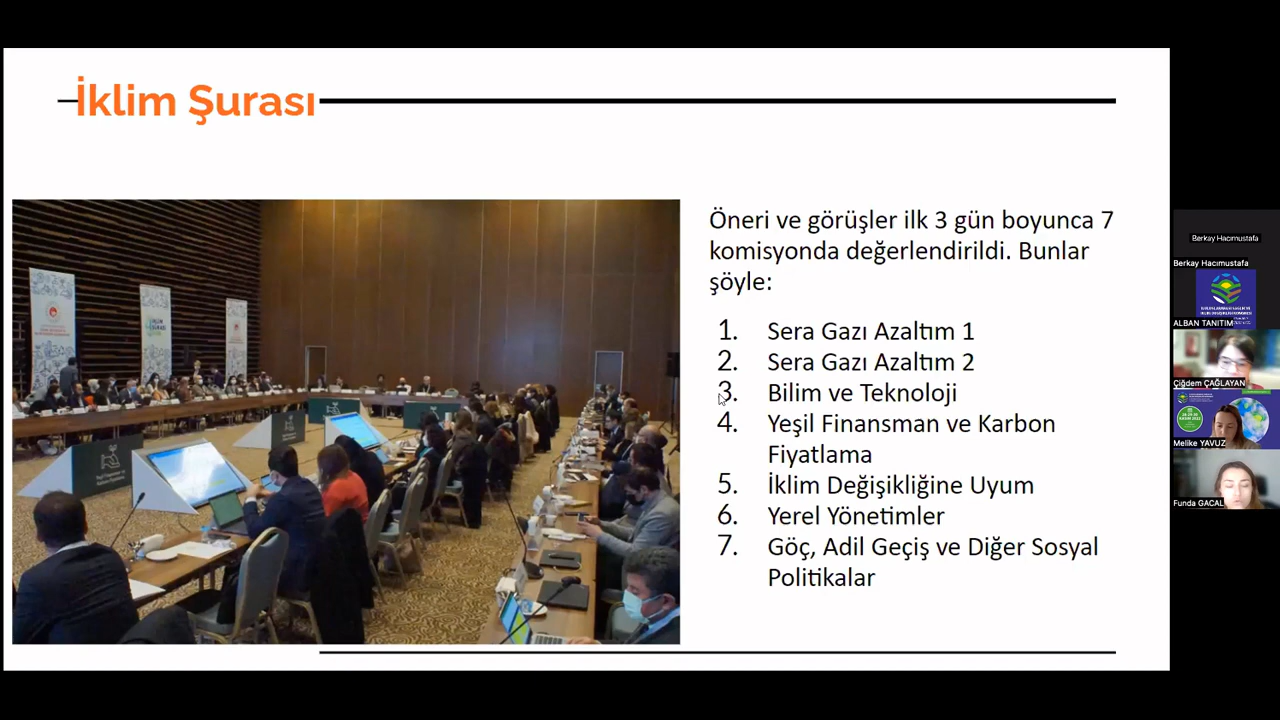 İklim Şurası
Öneri ve görüşler ilk 3 gün boyunca 7
komisyonda değerlendirildi. Bunlar
şöyle:
1. Sera Gazı Azaltım 1
2. Sera Gazı Azaltım 2
3. Bilim ve Teknoloji
4. Yeşil Finansman ve Karbon
Fiyatlama
5. İklim Değişikliğine Uyum
6. Yerel Yönetimler
7. Göç, Adil Geçiş ve Diğer Sosyal
Politikalar
Berkay Hacımustafa
Berkay Hacımustafa
ALBAN TANITIM
Çiğdem ÇAĞLAYAN
Melike YAVUZ
Funda GACAL